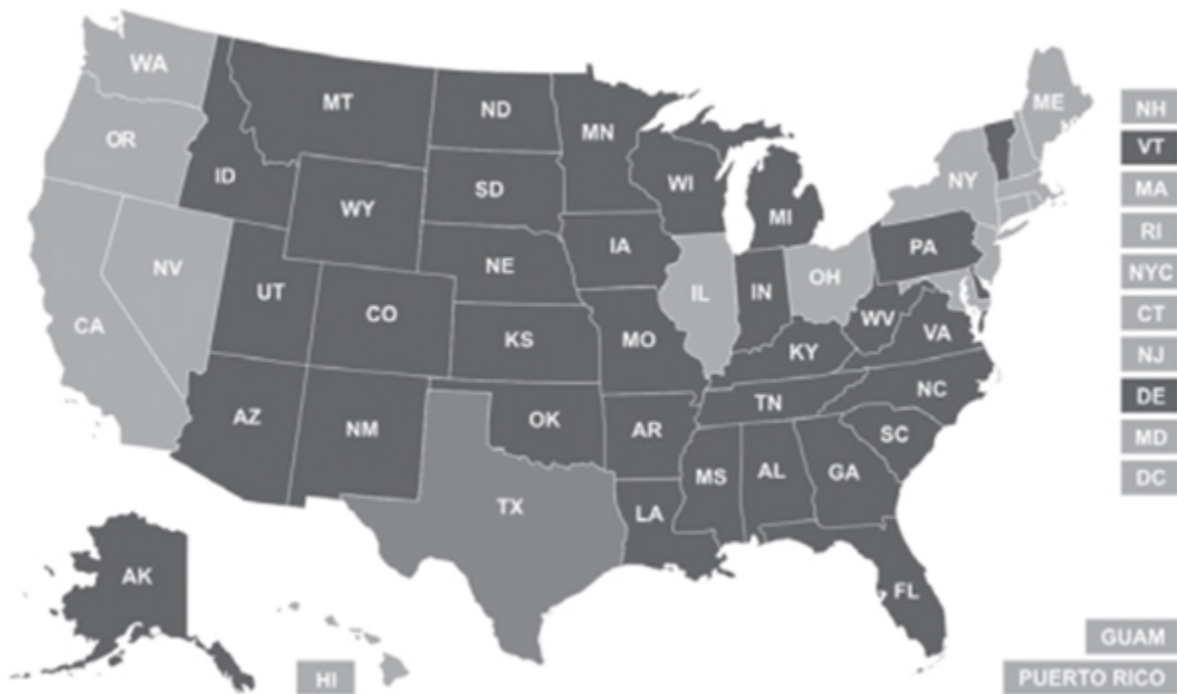 WA
MT
ND
MN
ME
NH
OR
VT
ID
SD
WI
NY
MA
WY
MI
RI
IA
PA
NV
NE
NYC
UT
IL
IN
OH
CA
CO
WV
CT
KS
MO
VA
KY
NJ
AZ
NM
OK
AR
TN
NC
DE
SC
MD
MS
AL
GA
DC
TX
LA
AK
FL
GUAM
HI
PUERTO RICO